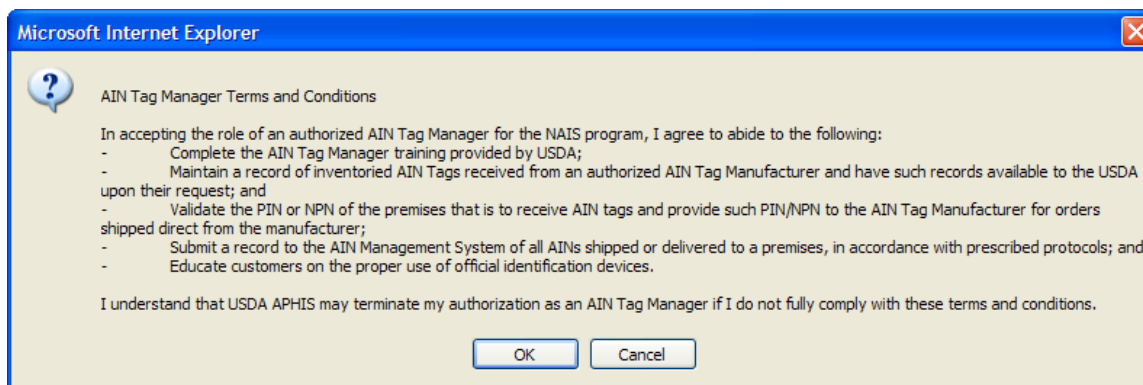 Microsoft Internet Explorer
AIN Tag Manager Terms and Conditions
In accepting the role of an authorized AIN Tag Manager for the NAIS program, I agree to abide to the following:
- Complete the AIN Tag Manager training provided by USDA;
- Maintain a record of inventoried AIN Tags received from an authorized AIN Tag Manufacturer and have such records available to the USDA
upon their request; and
- Validate the PIN or NPN of the premises that is to receive AIN tags and provide such PIN/NPN to the AIN Tag Manufacturer for orders
shipped direct from the manufacturer;
- Submit a record to the AIN Management System of all AINs shipped or delivered to a premises, in accordance with prescribed protocols; and
- Educate customers on the proper use of official identification devices.
I understand that USDA APHIS may terminate my authorization as an AIN Tag Manager if I do not fully comply with these terms and conditions.
OK Cancel